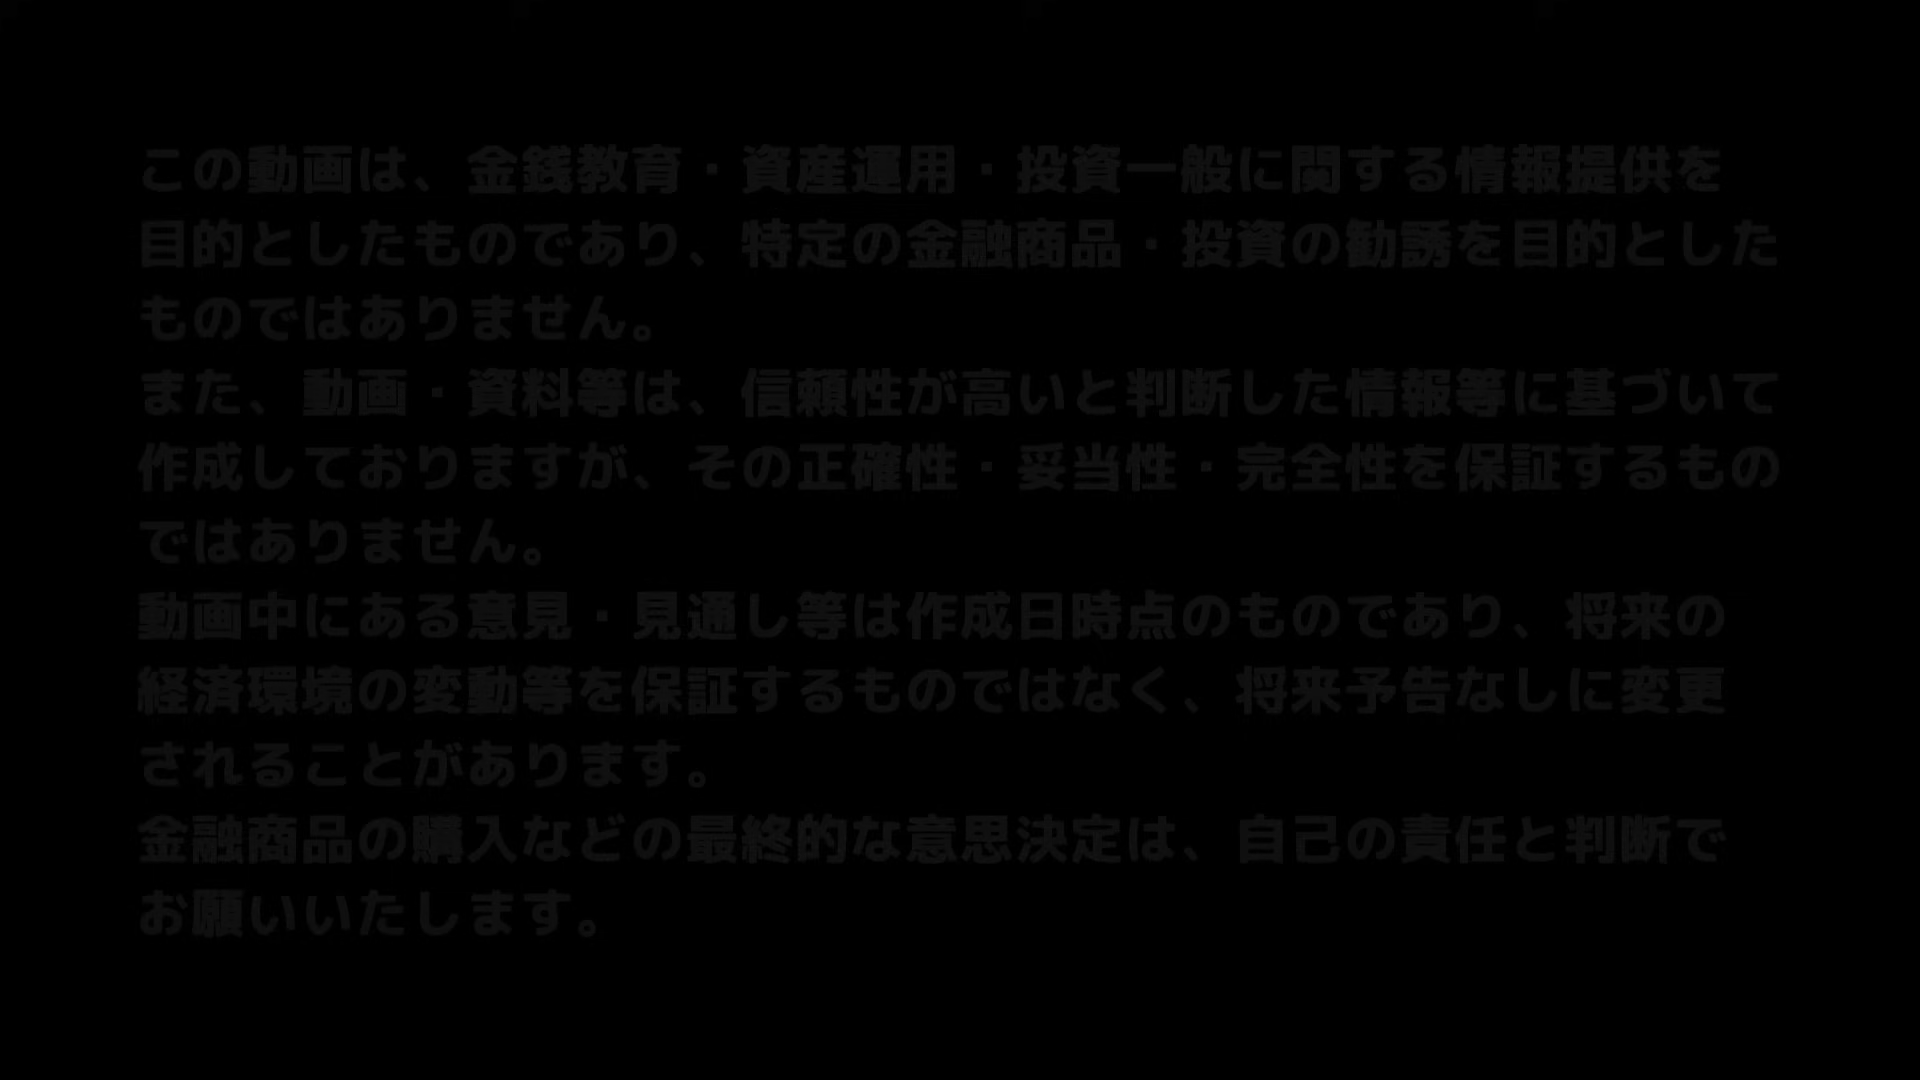 この動画は、金銭教育・資産運用・投資一般に関する情報提供を
目的としたものであり、特定の金融商品・投資の勧誘を目的とした
ものではありません。
また、動画・資料等は、信頼性が高いと判断した情報等に基づいて
作成しておりますが、その正確性・妥当性・完全性を保証するもの
ではありません。
動画中にある意見・見通し等は作成日時点のものであり、将来の
経済環境の変動等を保証するものではなく、将来予告なしに変更
されることがあります。
金融商品の購入などの最終的な意思決定は、自己の責任と判断で
お願いいたします。